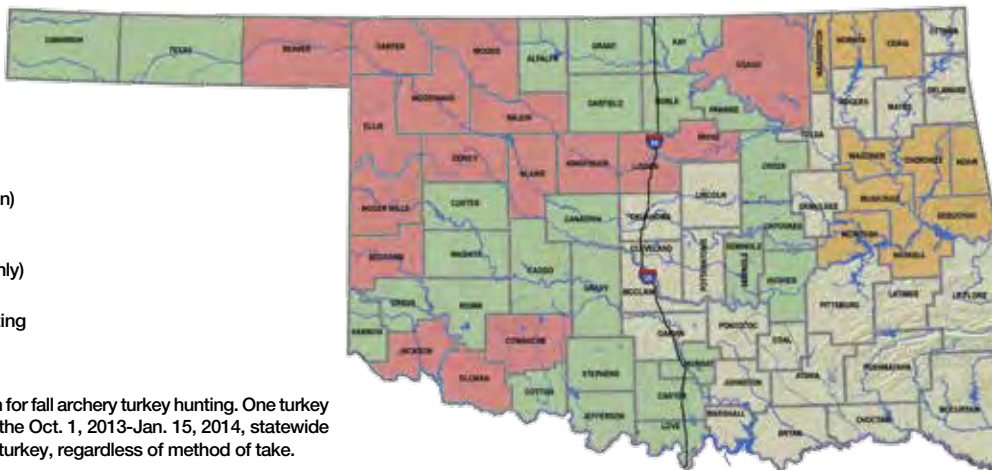 CIMARRON
TEXAS
BEAVER
HARPER
WOODS
ALFALFA
GRANT
KAY
OSAGE
NOWATA
CRAIG
OTTAWA
WOODWARD
MAJOR
GARFIELD
NOBLE
PAWNEE
ROGERS
MAYES
DELAWARE
ELLIS
DEWEY
BLAINE
KINGFISHER
LOGAN
PAYNE
CREEK
TULSA
WAGONER
CHEROKEE
ADAIR
ROGER MILLS
CUSTER
CANADIAN
OKLAHOMA
LINCOLN
OKMULGEE
MUSKOGEE
SEQUOYAH
BECKHAM
WASHITA
CADDO
GRADY
CLEVELAND
MCCLAIN
POTTAWATOMIE
SEMINOLE
OKFUSKEE
HUGHES
MCINTOSH
HASKELL
PITTSBURG
LATIMER
LEFLORE
GREER
KIOWA
HARMON
JACKSON
COMANCHE
TILLMAN
COTTON
STEPHENS
JEFFERSON
GARVIN
MURRAY
CARTER
LOVE
PONTOTOC
COAL
JOHNSTON
MARSHALL
ATOKA
BRYAN
PUSHMATAHA
CHOCTAW
MCCURTAIN
n)
nly)
ting
n for fall archery turkey hunting. One turkey
the Oct. 1, 2013-Jan. 15, 2014, statewide
turkey, regardless of method of take.